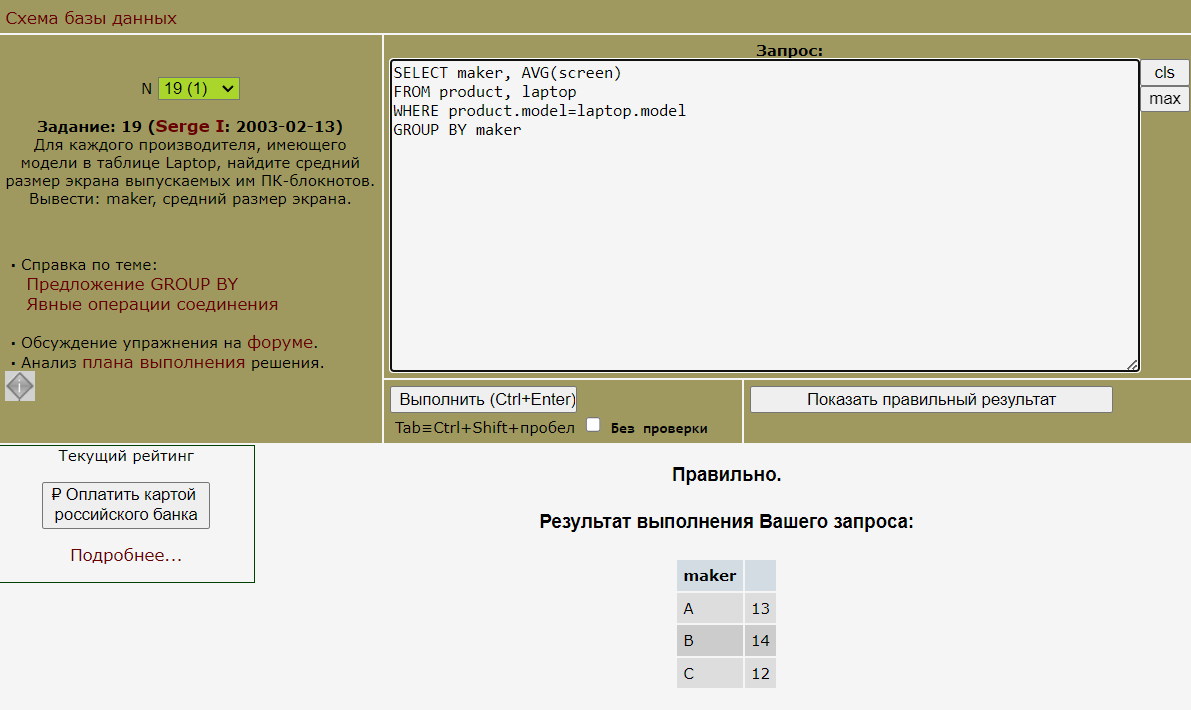 Схема базы данных
N 19 (1)
Задание: 19 (Serge I: 2003-02-13)
Для каждого производителя, имеющего
модели в таблице Laptop, найдите средний
размер экрана выпускаемых им ПК-блокнотов.
Вывести: maker, средний размер экрана.
• Справка по теме:
Предложение GROUP BY
Явные операции соединения
• Обсуждение упражнения на форуме.
• Анализ плана выполнения решения.
Запрос:
SELECT maker, AVG(screen)
FROM product, laptop
WHERE product.model=laptop.model
GROUP BY maker
cls
max
Выполнить (Ctrl+Enter)
Tab≡Ctrl+Shift+пробел Без проверки
Показать правильный результат
Текущий рейтинг
₽ Оплатить картой
российского банка
Подробнее...
Правильно.
Результат выполнения Вашего запроса:
maker
A 13
B 14
C 12